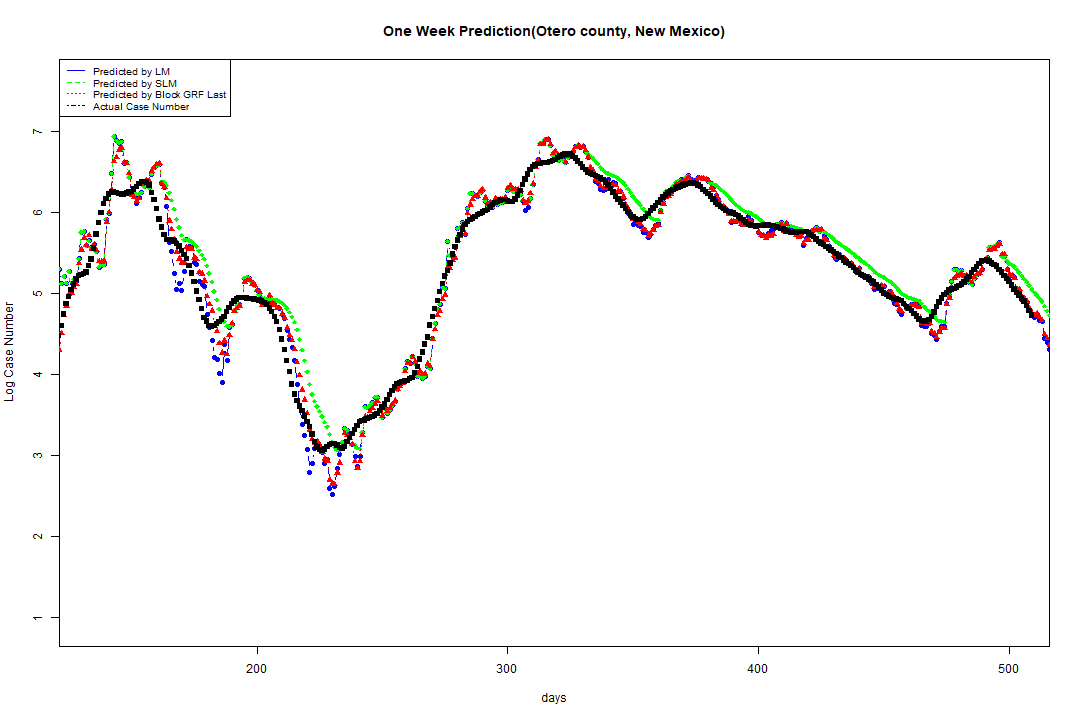 One Week Prediction(Otero county, New Mexico)
Predicted by LM
Predicted by SLM
Predicted by Block GRF Last
Actual Case Number
7
6
5
4
3
2
1
Log Case Number
200 300 400 500
days